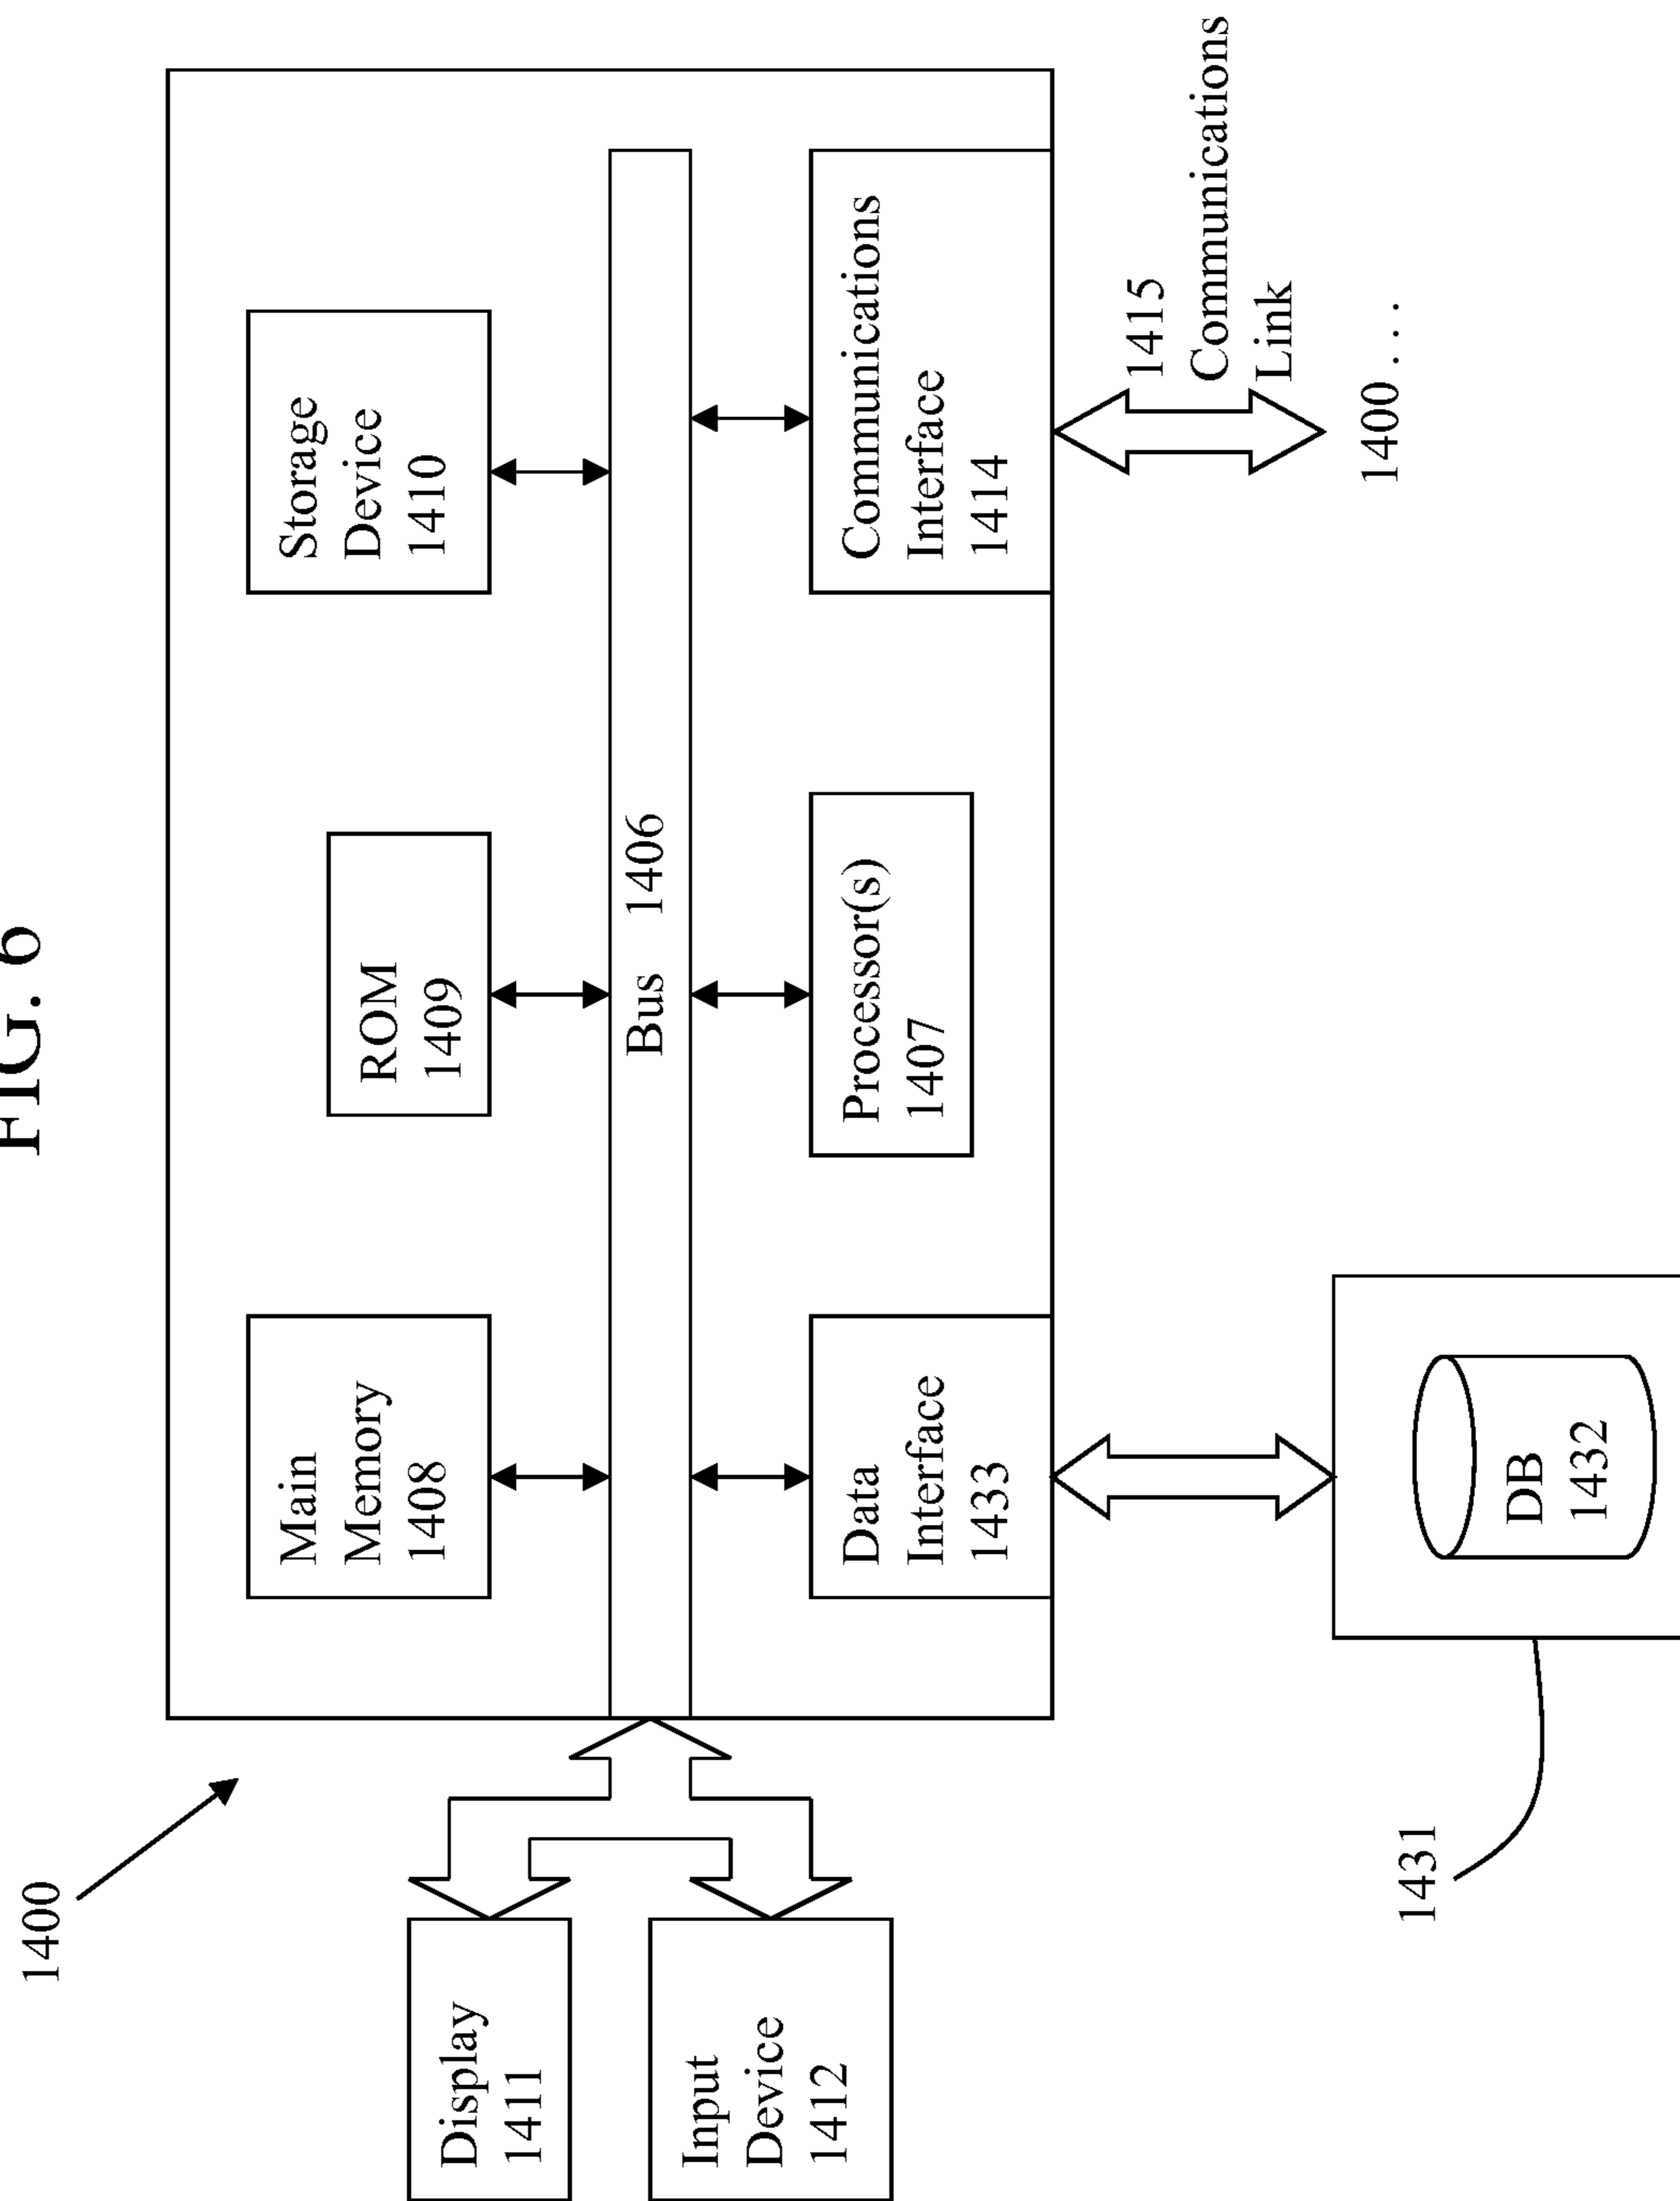 FIG. 6
1400
Main
Memory
1408
ROM
1409
Storage
Device
1410
Display
1411
Bus 1406
Input
Device
1412
Data
Interface
1433
Processor(s)
1407
Communications
Interface
1414
1415
Communications
Link
1400 . . .
1431
DB
1432